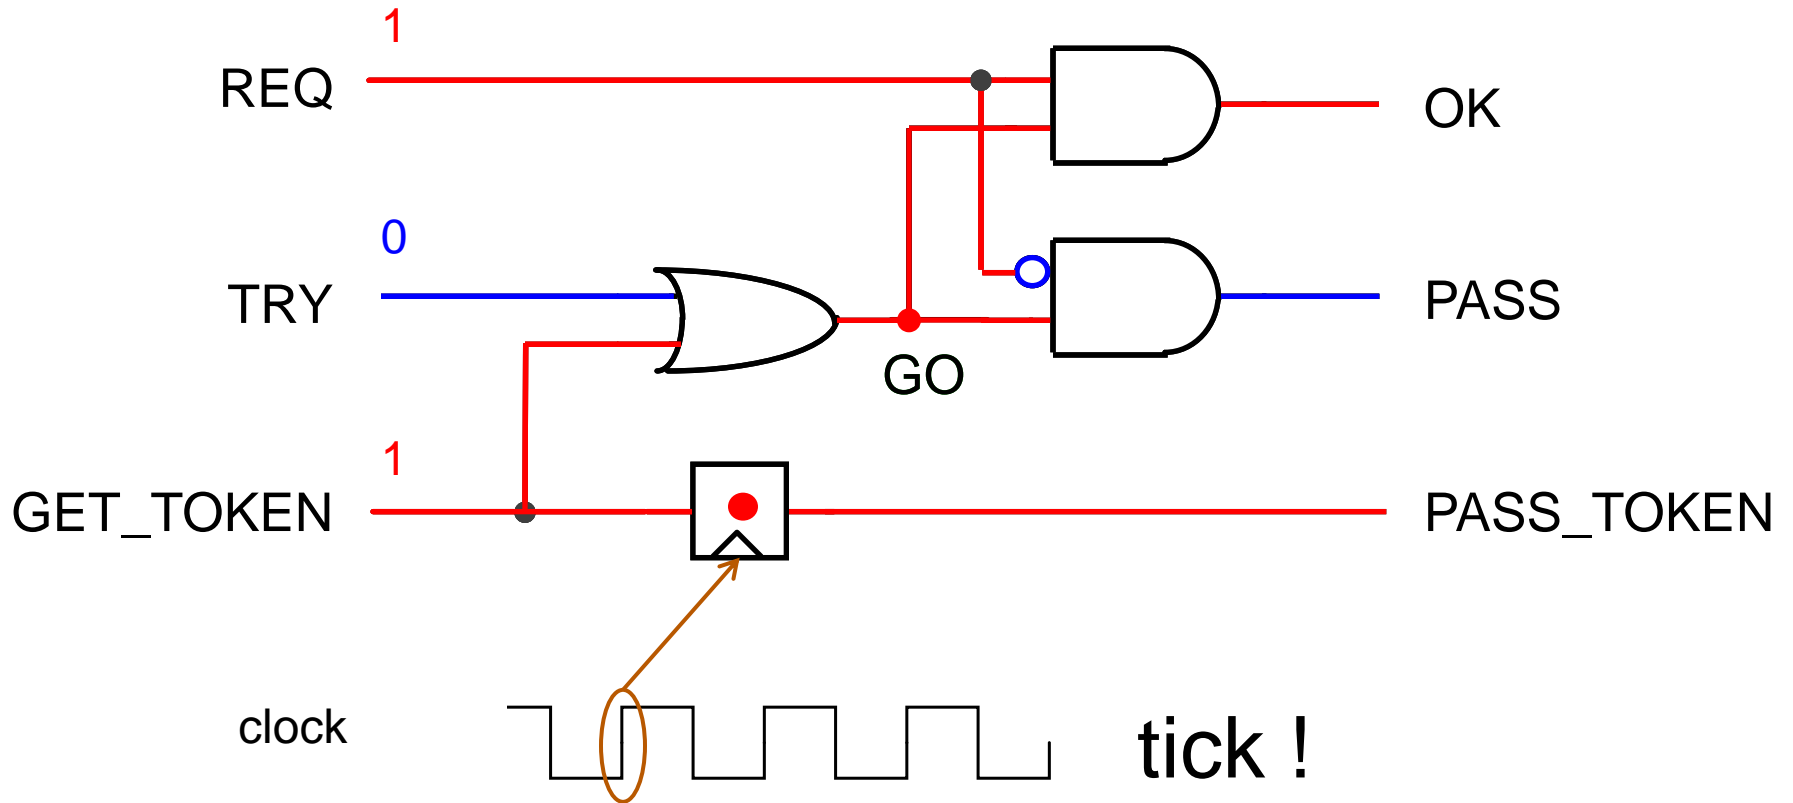 1
REQ
OK
0
TRY
PASS
GO
1
GET_TOKEN
PASS_TOKEN
clock
tick !